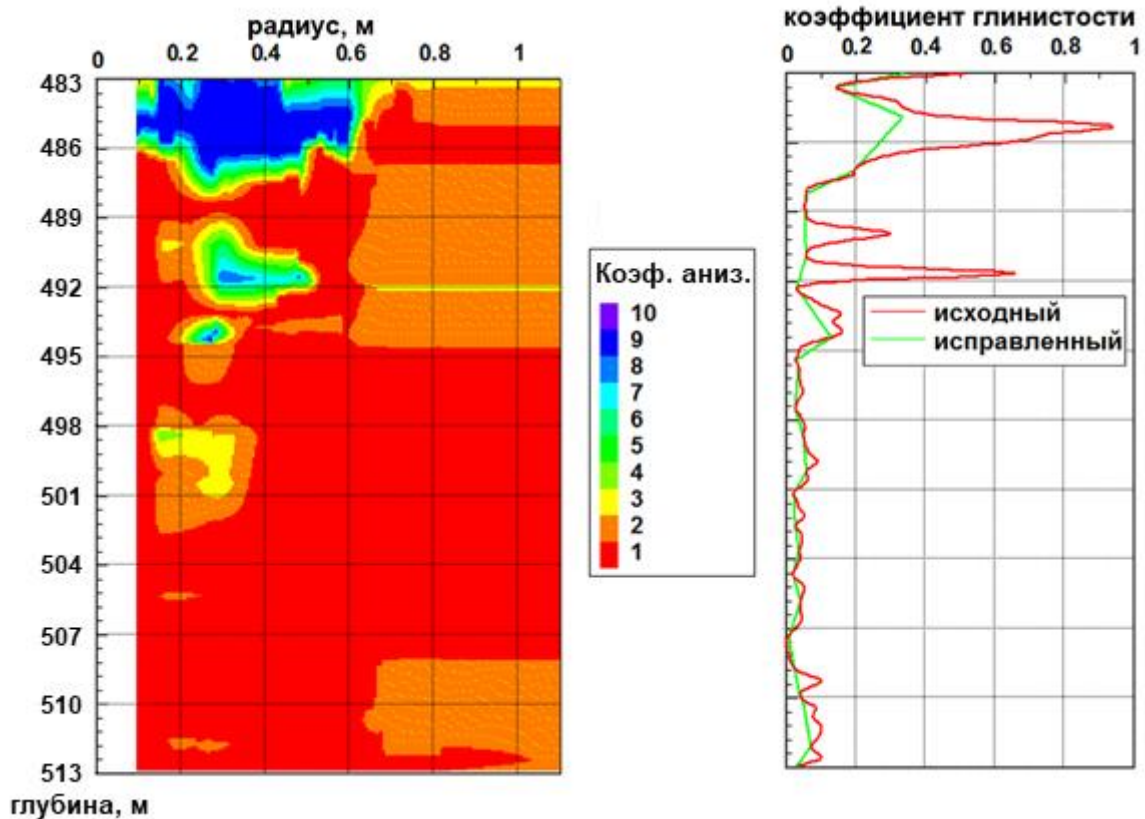 радиус, м
0 0.2 0.4 0.6 0.8 1
483
486
489
492
495
498
501
504
507
510
513
глубина, м
Коэф. аниз.
10
9
8
7
6
5
4
3
2
1
коэффициент глинистости
0 0.2 0.4 0.6 0.8 1
исходный
исправленный